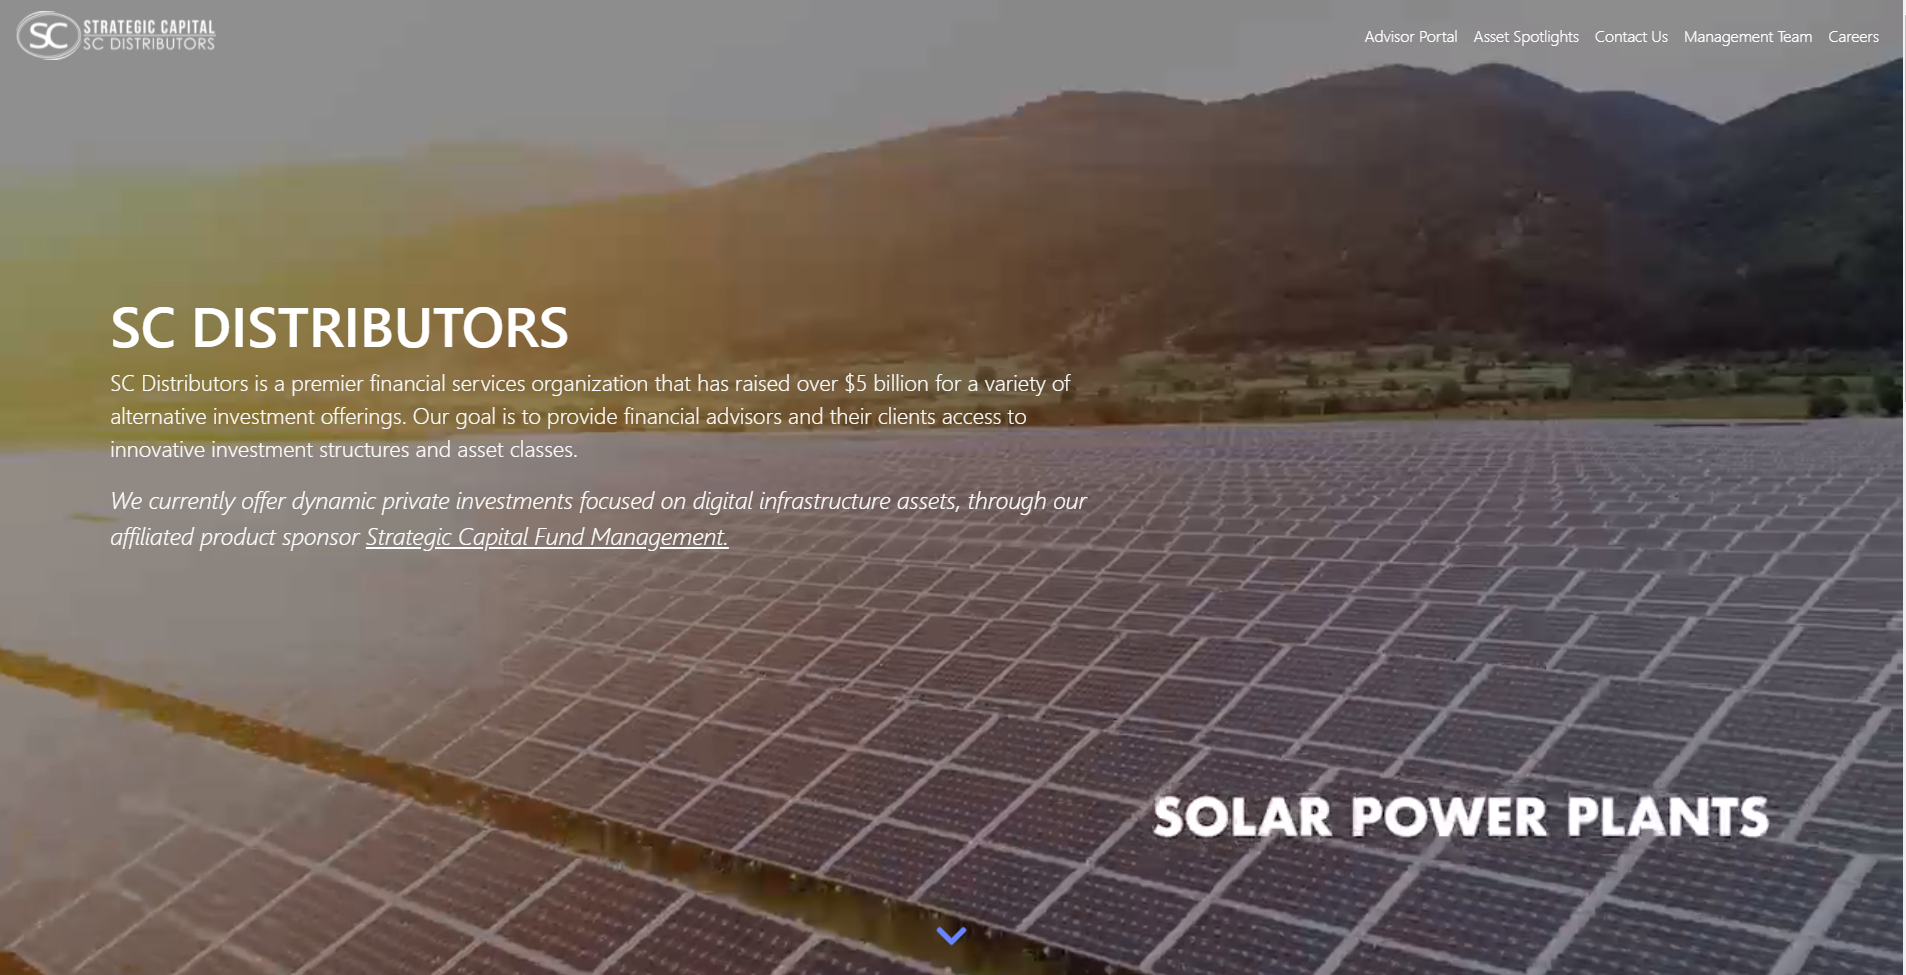 SC
STRATEGIC CAPITAL
SC DISTRIBUTORS
Advisor Portal Asset Spotlights Contact Us Management Team Careers
SC DISTRIBUTORS
SC Distributors is a premier financial services organization that has raised over $5 billion for a variety of
alternative investment offerings. Our goal is to provide financial advisors and their clients access to
innovative investment structures and asset classes.
We currently offer dynamic private investments focused on digital infrastructure assets, through our
affiliated product sponsor Strategic Capital Fund Management.
SOLAR POWER PLANTS